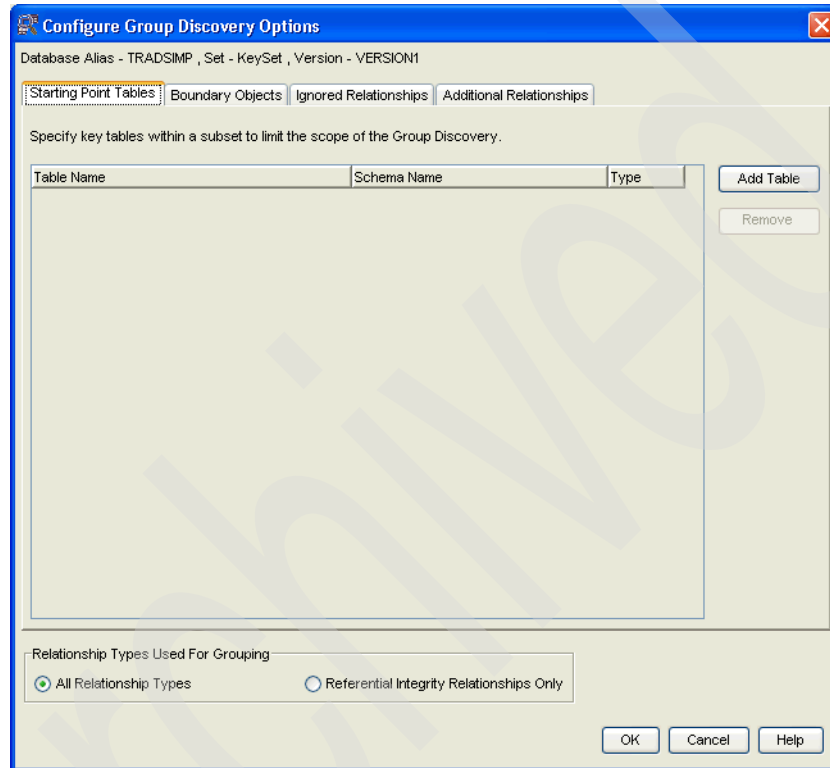 Configure Group Discovery Options
Database Alias - TRADSIMP , Set - KeySet , Version - VERSION1
Starting Point Tables Boundary Objects Ignored Relationships Additional Relationships
Specify key tables within a subset to limit the scope of the Group Discovery.
Table Name Schema Name Type Add Table
Remove
Relationship Types Used For Grouping
All Relationship Types Referential Integrity Relationships Only
OK Cancel Help